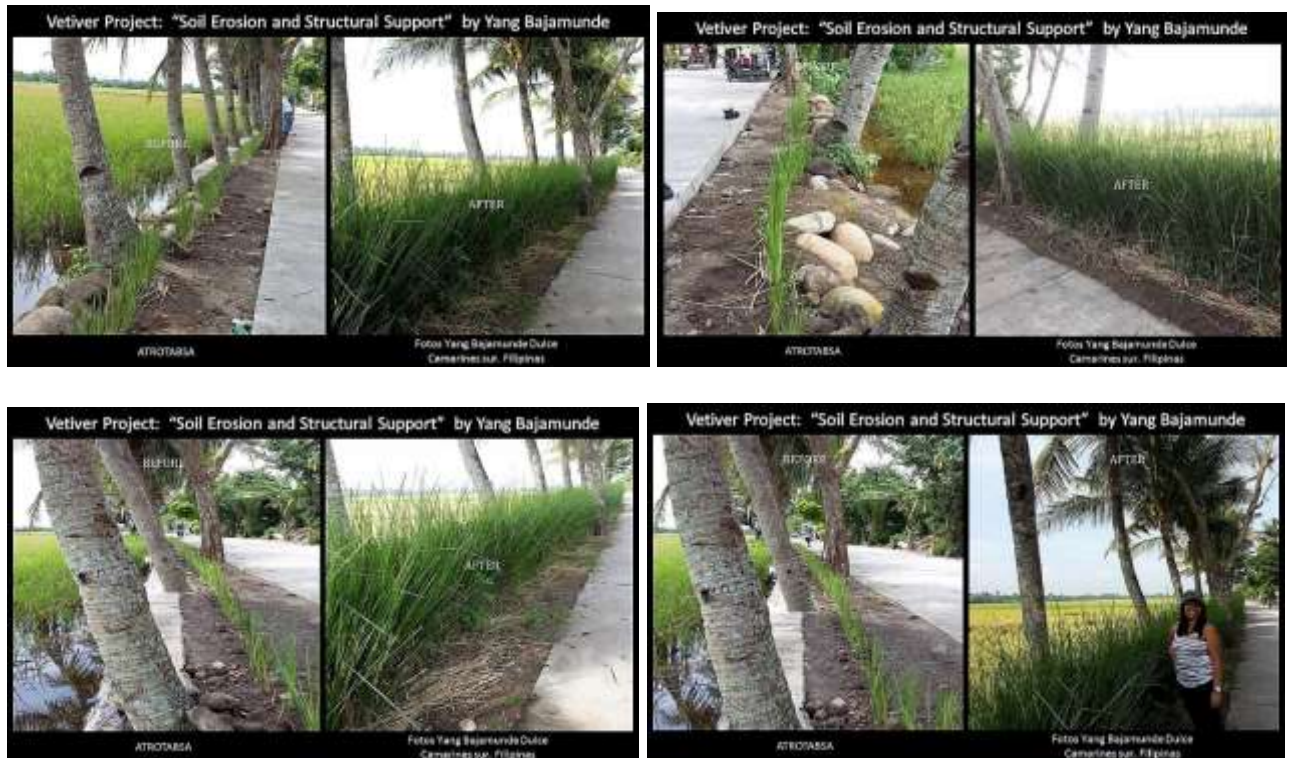 Vetiver Project: "Soil Erosion and Structural Support" by Yang Bajamunde
BEFORE
AFTER
ATROTABSA
Fotos Yang Bajamunde Dulce
Camarines sur. Filipinas
Vetiver Project: "Soil Erosion and Structural Support" by Yang Bajamunde
BEFORE
AFTER
ATROTABSA
Fotos Yang Bajamunde Dulce
Camarines sur. Filipinas
Vetiver Project: "Soil Erosion and Structural Support" by Yang Bajamunde
BEFORE
AFTER
ATROTABSA
Fotos Yang Bajamunde Dulce
Camarines sur. Filipinas
Vetiver Project: "Soil Erosion and Structural Support" by Yang Bajamunde
BEFORE
AFTER
ATROTABSA
Fotos Yang Bajamunde Dulce
Camarines sur. Filipinas